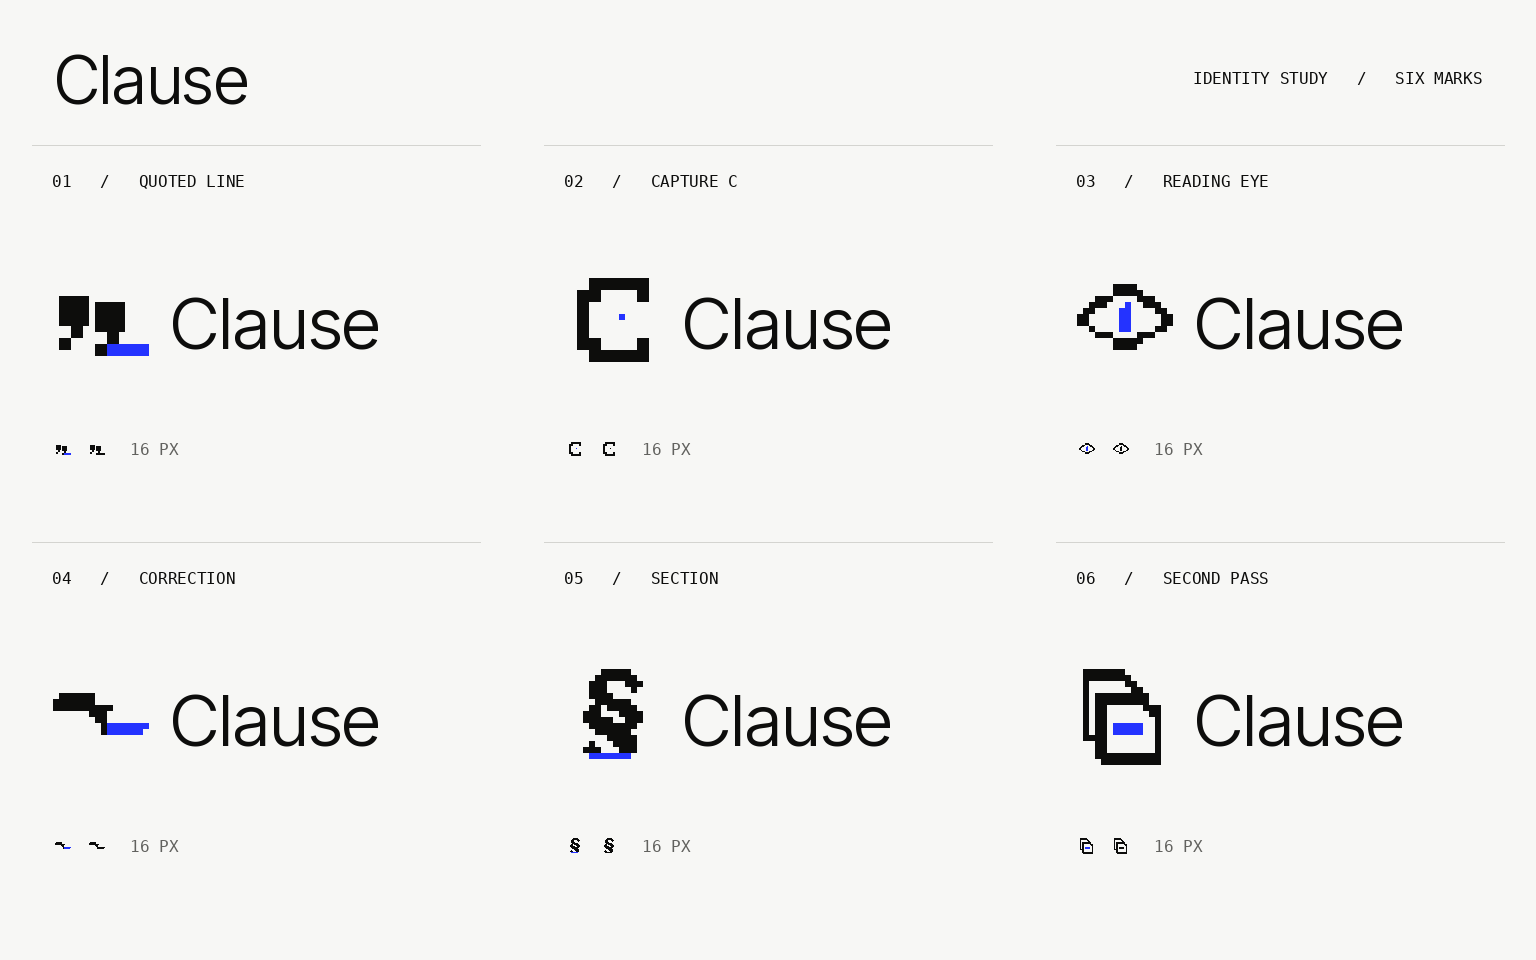 Clause
IDENTITY STUDY / SIX MARKS
01 / QUOTED LINE
02 / CAPTURE C
03 / READING EYE
Clause
Clause
Clause
16 PX
16 PX
16 PX
04 / CORRECTION
05 / SECTION
06 / SECOND PASS
Clause
§ Clause
Clause
16 PX
§ § 16 PX
16 PX